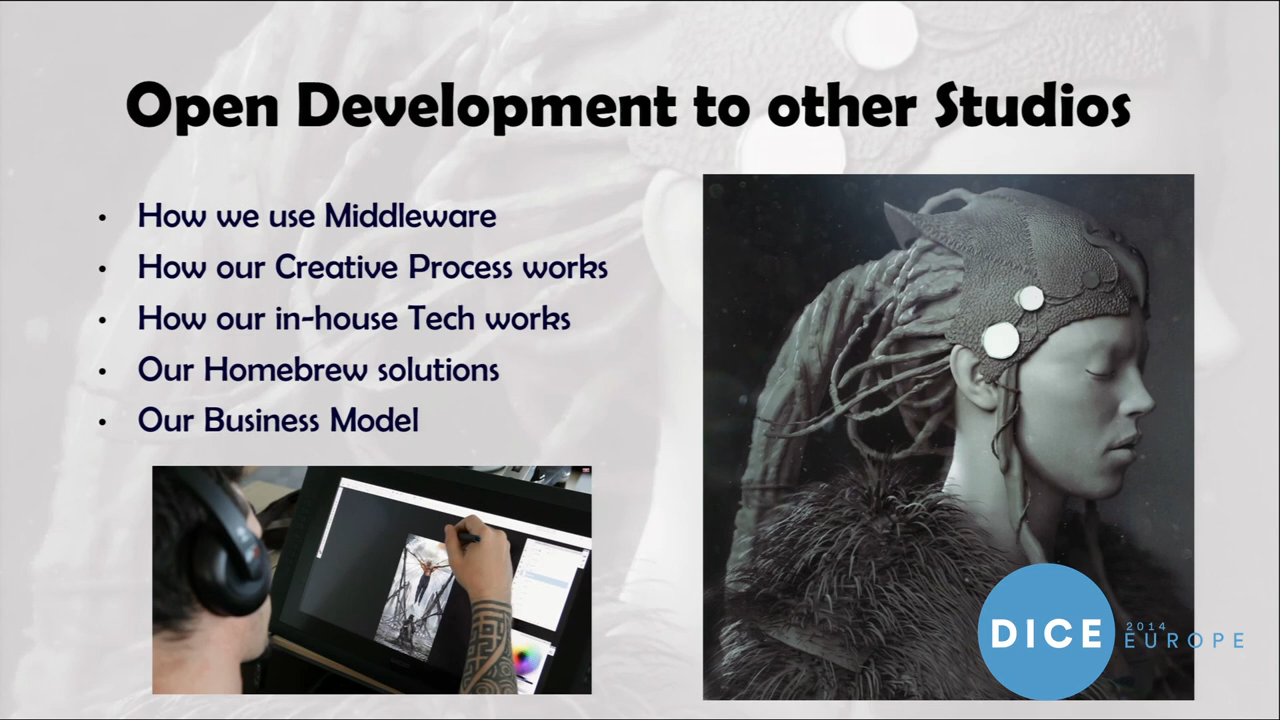 Open Development to other Studios
• How we use Middleware
• How our Creative Process works
• How our in-house Tech works
• Our Homebrew solutions
• Our Business Model
DICE
2014
EUROPE